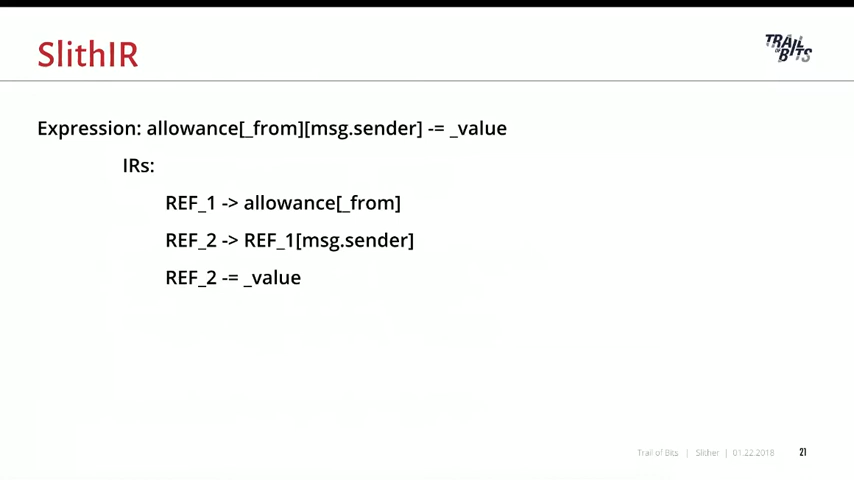 SlithIR
TRAIL OF BITS
Expression: allowance[_from][msg.sender] -= _value
IRs:
REF_1 -> allowance[_from]
REF_2 -> REF_1[msg.sender]
REF_2 -= _value
Trail of Bits | Slither | 01.22.2018 21